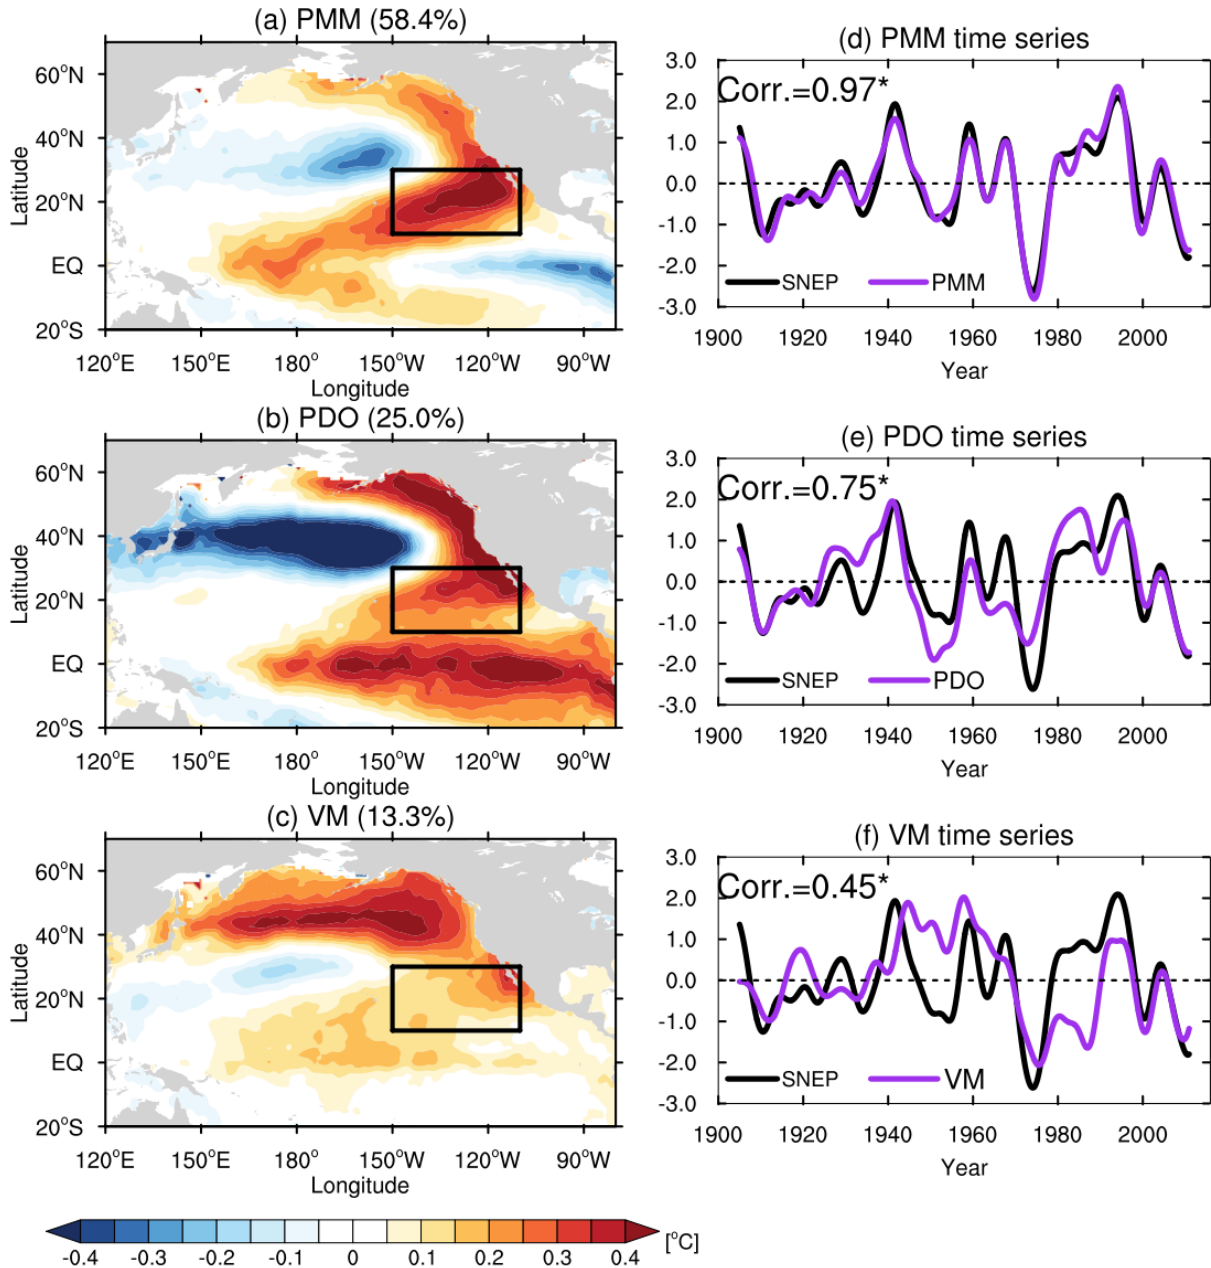 (a) PMM (58.4%)
60°N
40°N
20°N
EQ
20°S
Latitude
120°E 150°E 180° 150°W 120°W 90°W
Longitude
(d) PMM time series
Corr.=0.97*
3.0
2.0
1.0
0.0
-1.0
-2.0
-3.0
SNEP PMM
1900 1920 1940 1960 1980 2000
Year
(b) PDO (25.0%)
60°N
40°N
20°N
EQ
20°S
Latitude
120°E 150°E 180° 150°W 120°W 90°W
Longitude
(e) PDO time series
Corr.=0.75*
3.0
2.0
1.0
0.0
-1.0
-2.0
-3.0
SNEP PDO
1900 1920 1940 1960 1980 2000
Year
(c) VM (13.3%)
60°N
40°N
20°N
EQ
20°S
Latitude
120°E 150°E 180° 150°W 120°W 90°W
Longitude
(f) VM time series
Corr.=0.45*
3.0
2.0
1.0
0.0
-1.0
-2.0
-3.0
SNEP VM
1900 1920 1940 1960 1980 2000
Year
-0.4 -0.3 -0.2 -0.1 0 0.1 0.2 0.3 0.4 [°C]